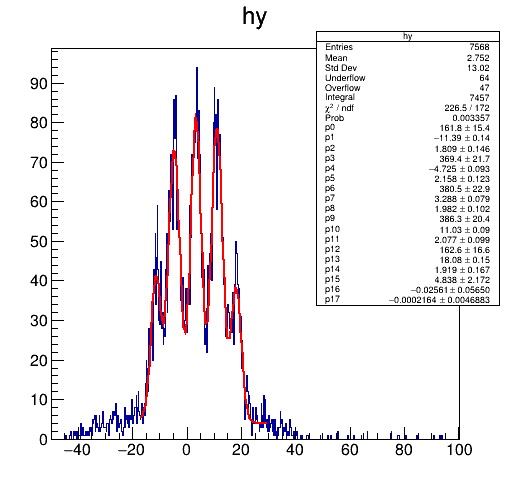 hy
hy
Entries 7568
Mean 2.752
Std Dev 13.02
Underflow 64
Overflow 47
Integral 7457
χ² / ndf 226.5 / 172
Prob 0.003357
p0 161.8 ± 15.4
p1 −11.39 ± 0.14
p2 1.809 ± 0.146
p3 369.4 ± 21.7
p4 −4.725 ± 0.093
p5 2.158 ± 0.123
p6 380.5 ± 22.9
p7 3.288 ± 0.079
p8 1.982 ± 0.102
p9 386.3 ± 20.4
p10 11.03 ± 0.09
p11 2.077 ± 0.099
p12 162.6 ± 16.6
p13 18.08 ± 0.15
p14 1.919 ± 0.167
p15 4.838 ± 2.172
p16 −0.02561 ± 0.05650
p17 −0.0002164 ± 0.0046883
90
80
70
60
50
40
30
20
10
0
−40 −20 0 20 40 60 80 100